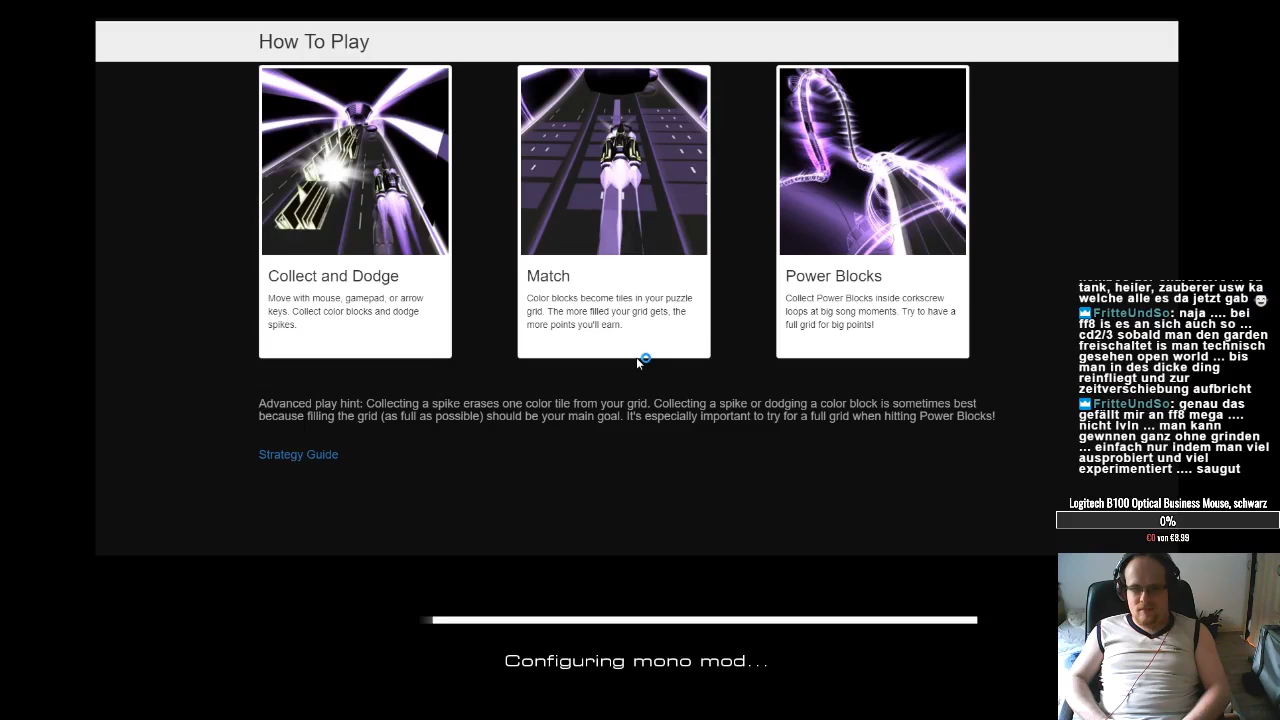 How To Play
Collect and Dodge
Move with mouse, gamepad, or arrow
keys. Collect color blocks and dodge
spikes.
Match
Color blocks become tiles in your puzzle
grid. The more filled your grid gets, the
more points you'll earn.
Power Blocks
Collect Power Blocks inside corkscrew
loops at big song moments. Try to have a
full grid for big points!
Advanced play hint: Collecting a spike erases one color tile from your grid. Collecting a spike or dodging a color block is sometimes best
because filling the grid (as full as possible) should be your main goal. It's especially important to try for a full grid when hitting Power Blocks!
Strategy Guide
Configuring mono mod...
tank, heiler, zauberer usw ka
welche alle es da jetzt gab
FritteUndSo: naja .... bei
ff8 is es an sich auch so ...
cd2/3 sobald man den garden
freischaltet is man technisch
gesehen open world ... bis
man in des dicke ding
reinfliegt und zur
zeitverschiebung aufbricht
FritteUndSo: genau das
gefällt mir an ff8 mega ....
nicht lvln ... man kann
gewnnen ganz ohne grinden
... einfach nur indem man viel
ausprobiert und viel
experimentiert .... saugut
Logitech B100 Optical Business Mouse, schwarz
0%
€0 von €8.99